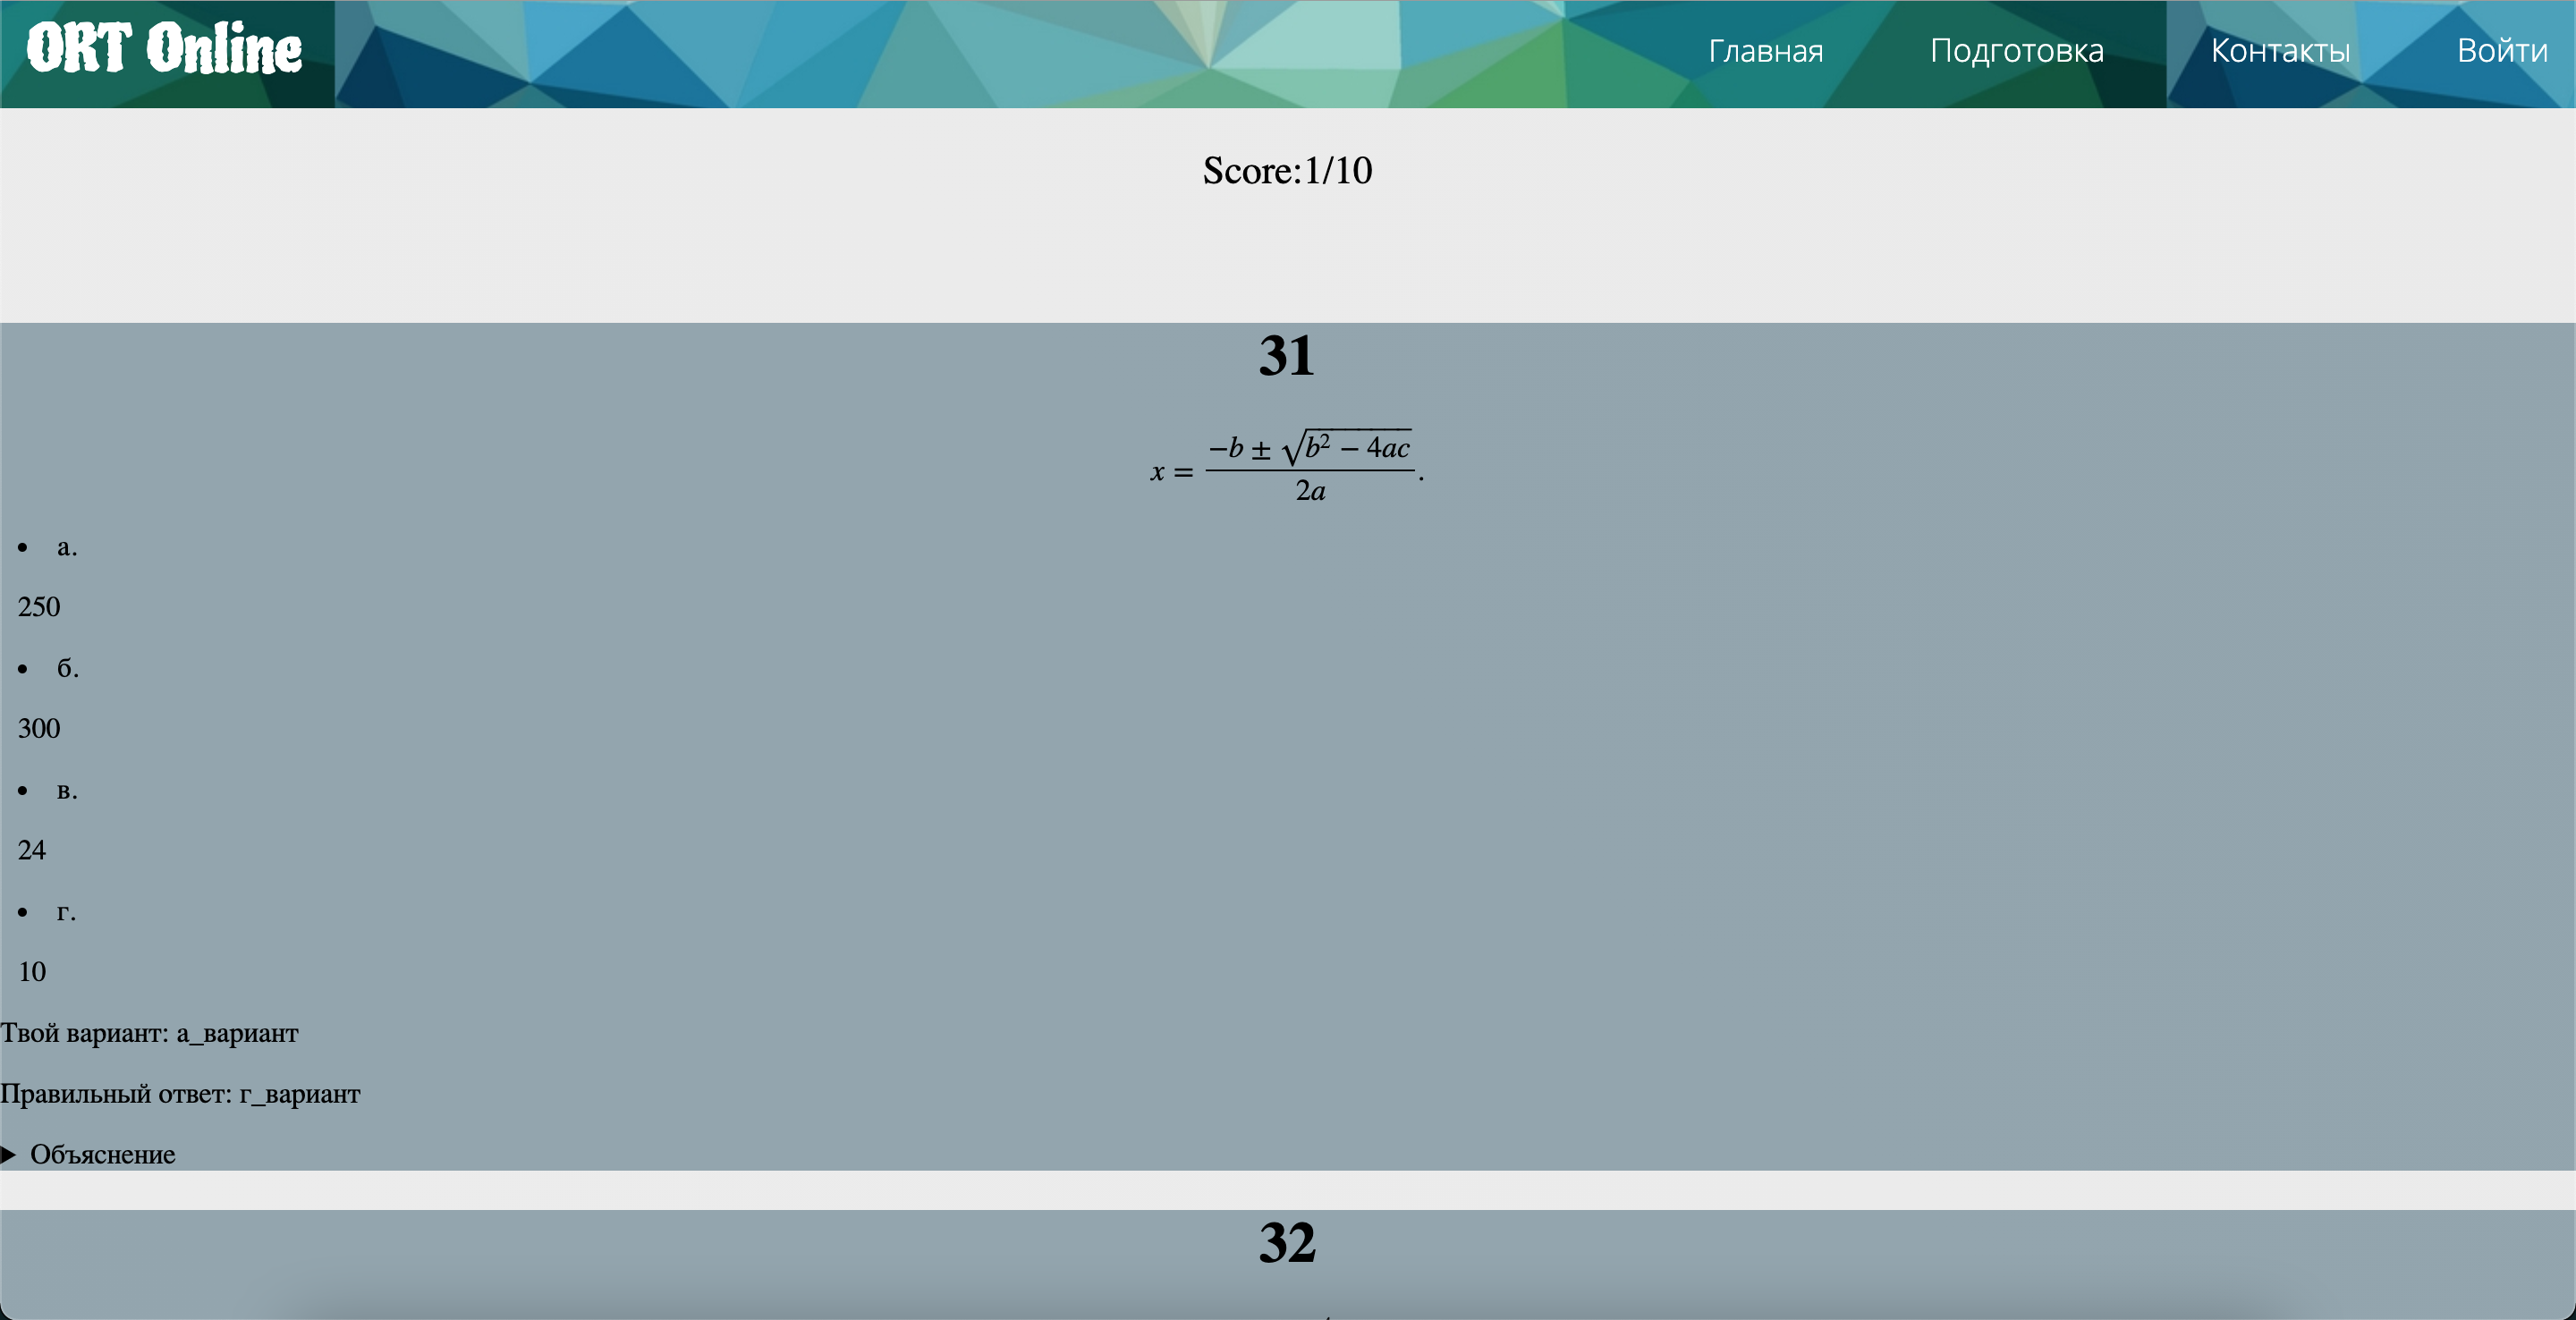 ORT Online
Главная Подготовка Контакты Войти
Score:1/10
31
x = \frac{-b ± \sqrt{b^2 − 4ac}}{2a}.
• а.
250
• б.
300
• в.
24
• г.
10
Твой вариант: а_вариант
Правильный ответ: г_вариант
▶ Объяснение
32